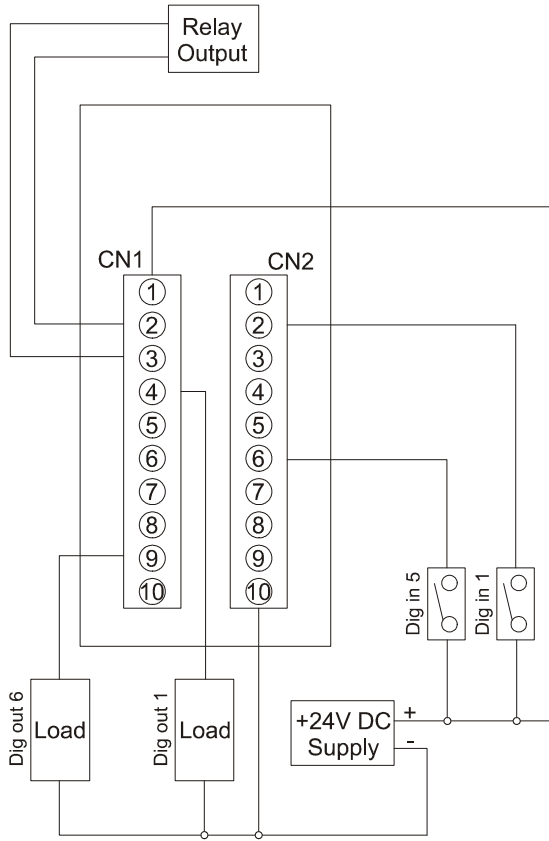 Relay
Output
CN1
CN2
1
2
3
4
5
6
7
8
9
10
1
2
3
4
5
6
7
8
9
10
Dig in 5
Dig in 1
Dig out 6
Load
Dig out 1
Load
+24V DC
Supply
+
-